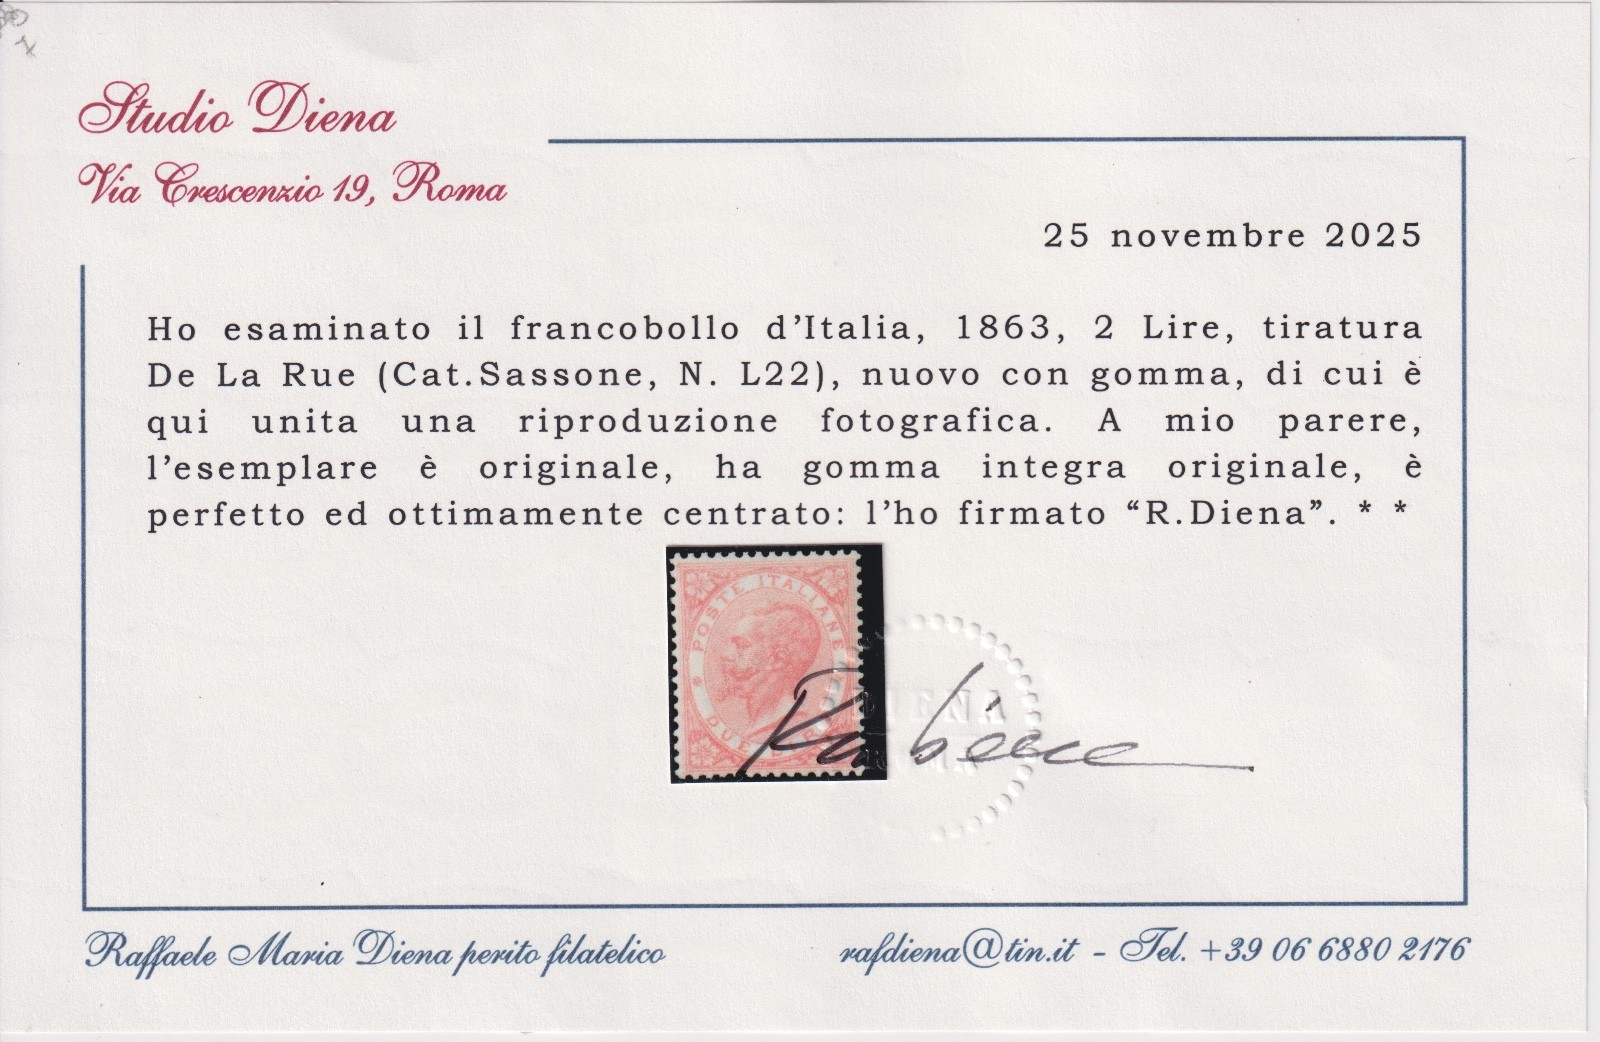 Studio Diena
Via Crescenzio 19, Roma
25 novembre 2025
Ho esaminato il francobollo d’Italia, 1863, 2 Lire, tiratura
De La Rue (Cat.Sassone, N. L22), nuovo con gomma, di cui è
qui unita una riproduzione fotografica. A mio parere,
l’esemplare è originale, ha gomma integra originale, è
perfetto ed ottimamente centrato: l’ho firmato “R.Diena”. * *
POSTE ITALIANE
DUE
Raffaele Maria Diena perito filatelico
rafdiena@tin.it - Tel. +39 06 6880 2176